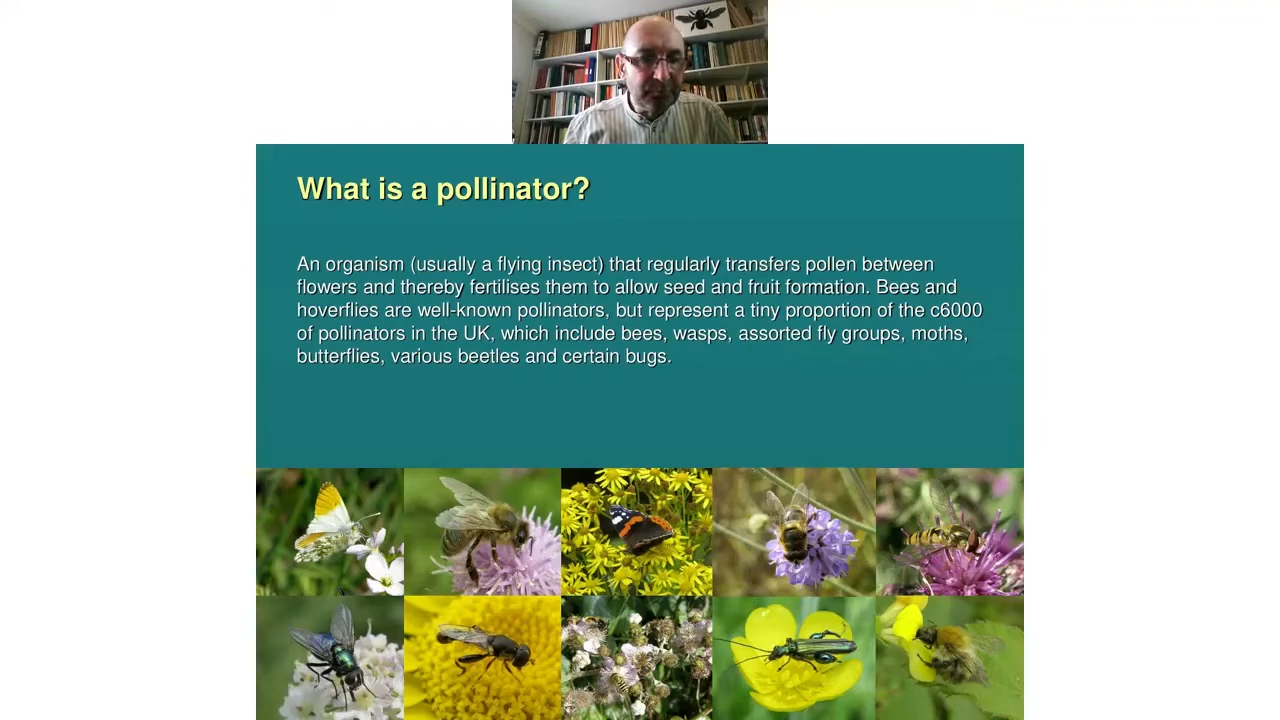 What is a pollinator?
An organism (usually a flying insect) that regularly transfers pollen between
flowers and thereby fertilises them to allow seed and fruit formation. Bees and
hoverflies are well-known pollinators, but represent a tiny proportion of the c6000
of pollinators in the UK, which include bees, wasps, assorted fly groups, moths,
butterflies, various beetles and certain bugs.